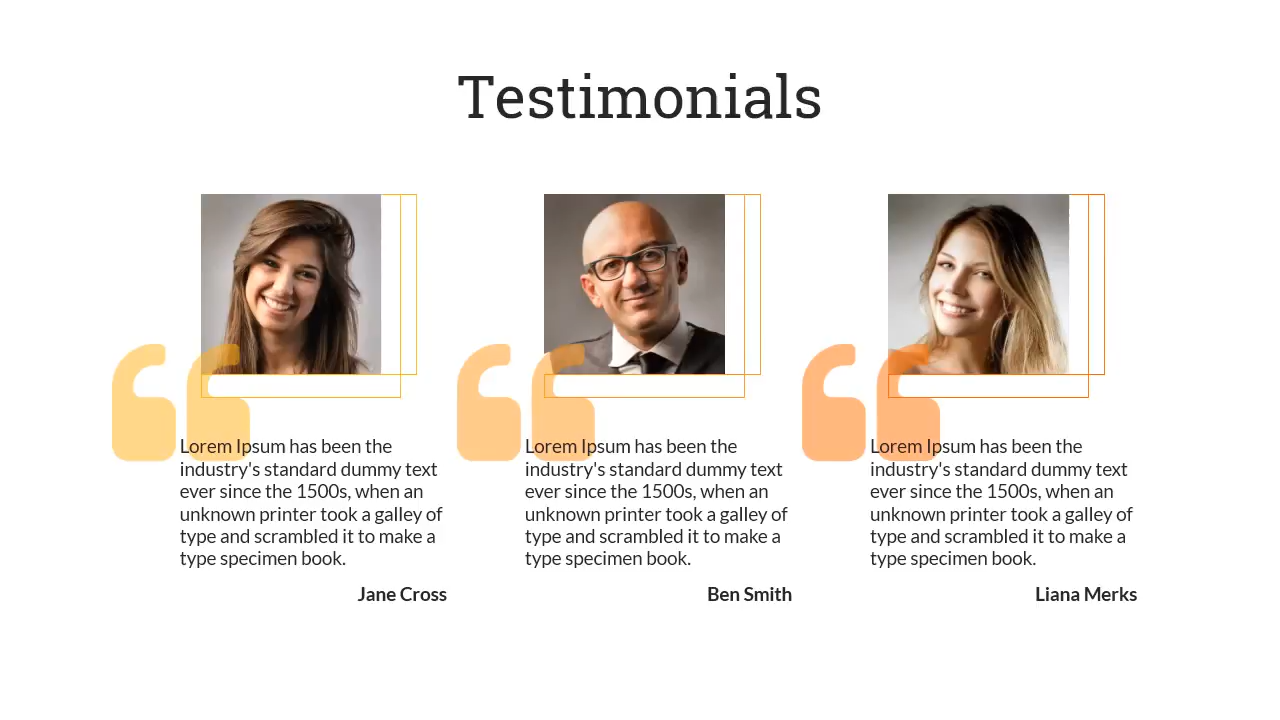 Testimonials
Lorem Ipsum has been the
industry's standard dummy text
ever since the 1500s, when an
unknown printer took a galley of
type and scrambled it to make a
type specimen book.
Jane Cross
Lorem Ipsum has been the
industry's standard dummy text
ever since the 1500s, when an
unknown printer took a galley of
type and scrambled it to make a
type specimen book.
Ben Smith
Lorem Ipsum has been the
industry's standard dummy text
ever since the 1500s, when an
unknown printer took a galley of
type and scrambled it to make a
type specimen book.
Liana Merks